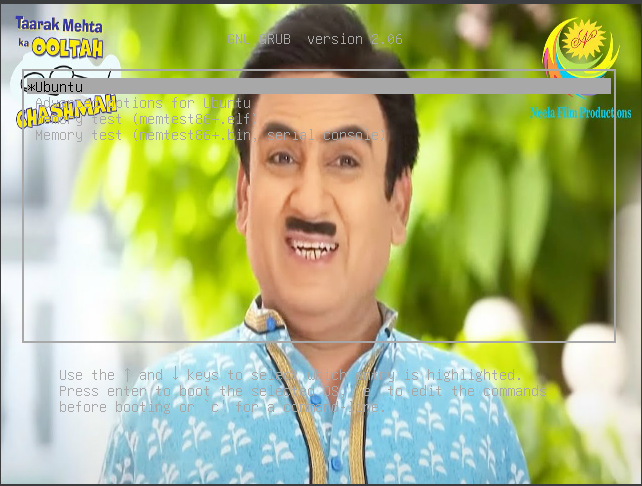 Taarak Mehta
ka OOLTAH
CHASHMAH
Neela Film Productions
GNU GRUB version 2.06
*Ubuntu
Advanced options for Ubuntu
Memory test (memtest86+.elf
Memory test (memtest86+.bin, serial console
Use the ↑ and ↓ keys to select which entry is highlighted.
Press enter to boot the selected OS, `e' to edit the commands
before booting or `c' for a command-line.